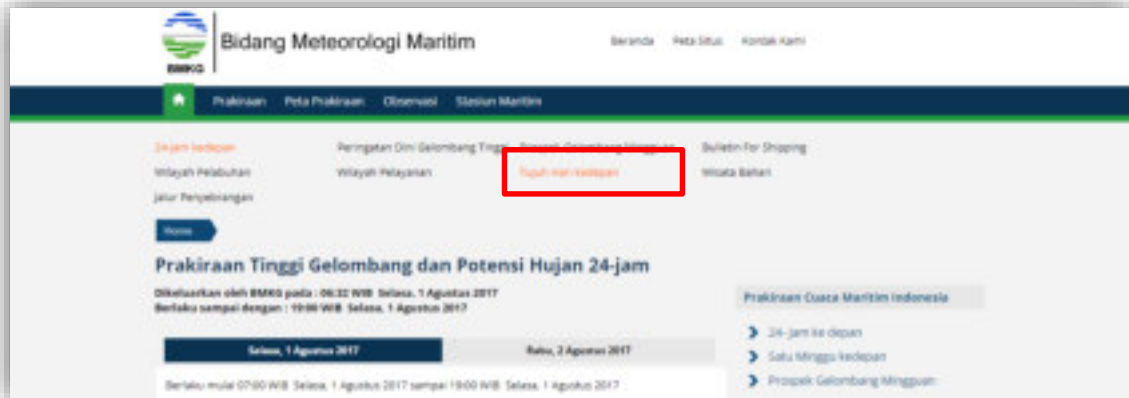 Bidang Meteorologi Maritim
Beranda Peta Situs Kontak Kami
BMKG
Prakiraan Peta Prakiraan Observasi Stasiun Maritim
24-jam kedepan Peringatan Dini Gelombang Tinggi Prospek Gelombang Mingguan Bulletin For Shipping
Wilayah Pelabuhan Wilayah Pelayanan Tujuh Hari kedepan Wisata Bahari
Jalur Penyebrangan
Home
Prakiraan Tinggi Gelombang dan Potensi Hujan 24-jam
Dikeluarkan oleh BMKG pada : 06:32 WIB Selasa, 1 Agustus 2017
Berlaku sampai dengan : 19:00 WIB Selasa, 1 Agustus 2017
Selasa, 1 Agustus 2017 Rabu, 2 Agustus 2017
Berlaku mulai 07:00 WIB Selasa, 1 Agustus 2017 sampai 19:00 WIB Selasa, 1 Agustus 2017
Prakiraan Cuaca Maritim Indonesia
24- jam ke depan
Satu Minggu kedepan
Prospek Gelombang Mingguan